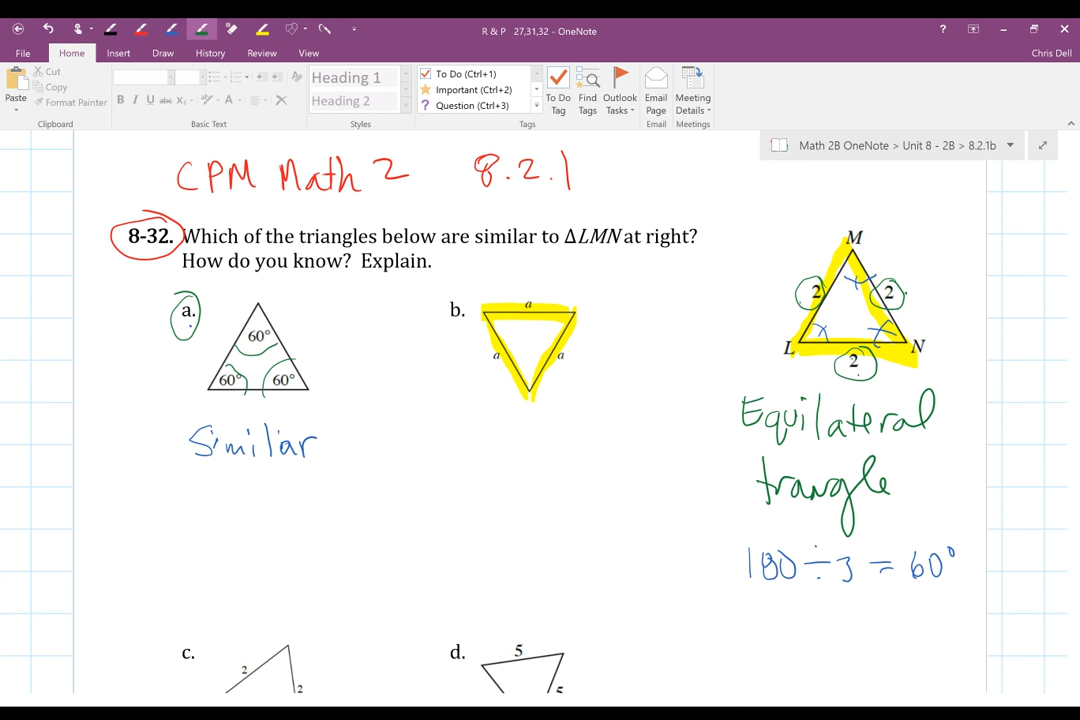 R & P 27,31,32 - OneNote
File Home Insert Draw History Review View Chris Dell
Paste Cut Copy Format Painter
Clipboard
B I U abc X₂ A
Basic Text
Heading 1
Heading 2
Styles
To Do (Ctrl+1)
Important (Ctrl+2)
? Question (Ctrl+3)
To Do Tag
Find Tags
Tags
Outlook Tasks
Email Page
Email
Meeting Details
Meetings
Math 2B OneNote > Unit 8 - 2B > 8.2.1b
CPM Math 2 8.2.1
8-32. Which of the triangles below are similar to ΔLMN at right?
How do you know? Explain.
M
2 2
L N
2
a.
60°
60° 60°
b.
a
a a
Similiar
Equilateral
trangle
180 ÷ 3 = 60°
c.
2
2
d.
5
5